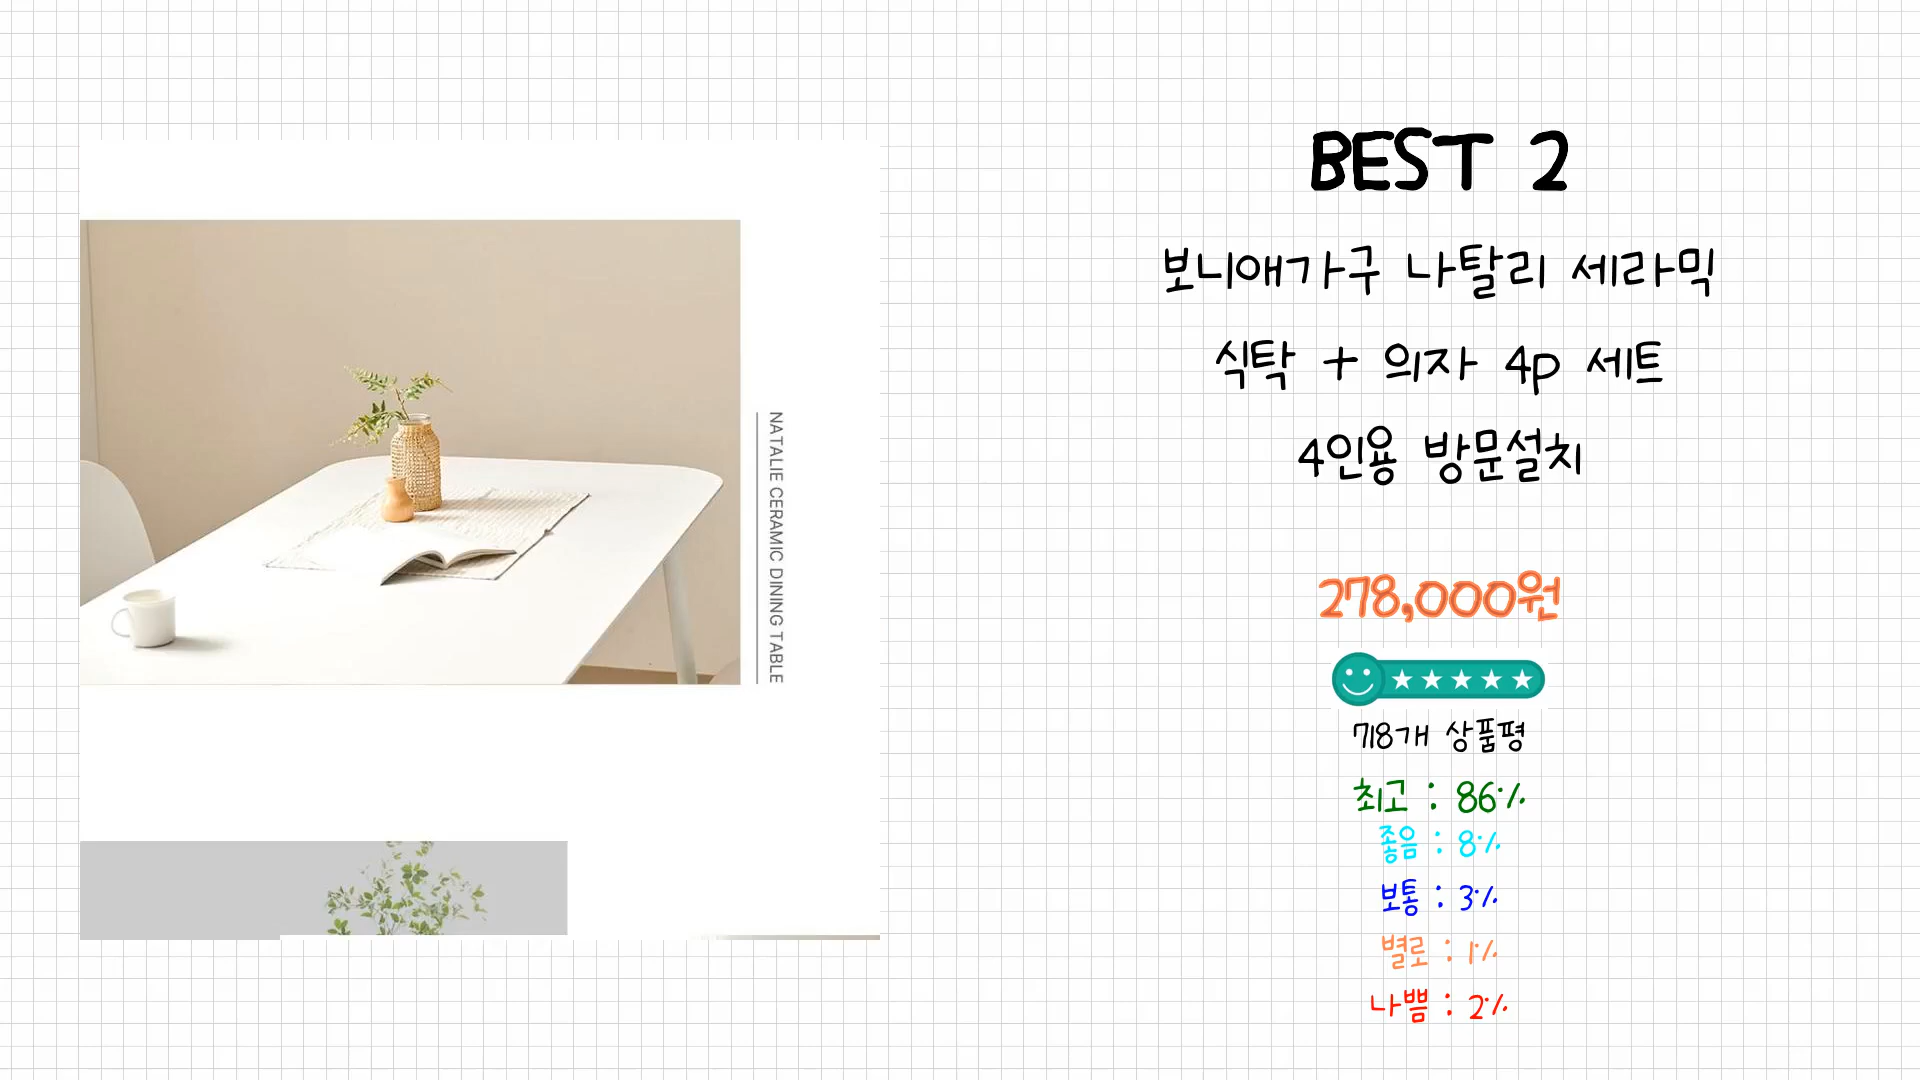 BEST 2
보니애가구 나탈리 세라믹
식탁 + 의자 4p 세트
4인용 방문설치
NATALIE CERAMIC DINING TABLE
278,000원
718개 상품평
최고 : 86%
좋음 : 8%
보통 : 3%
별로 : 1%
나쁨 : 2%